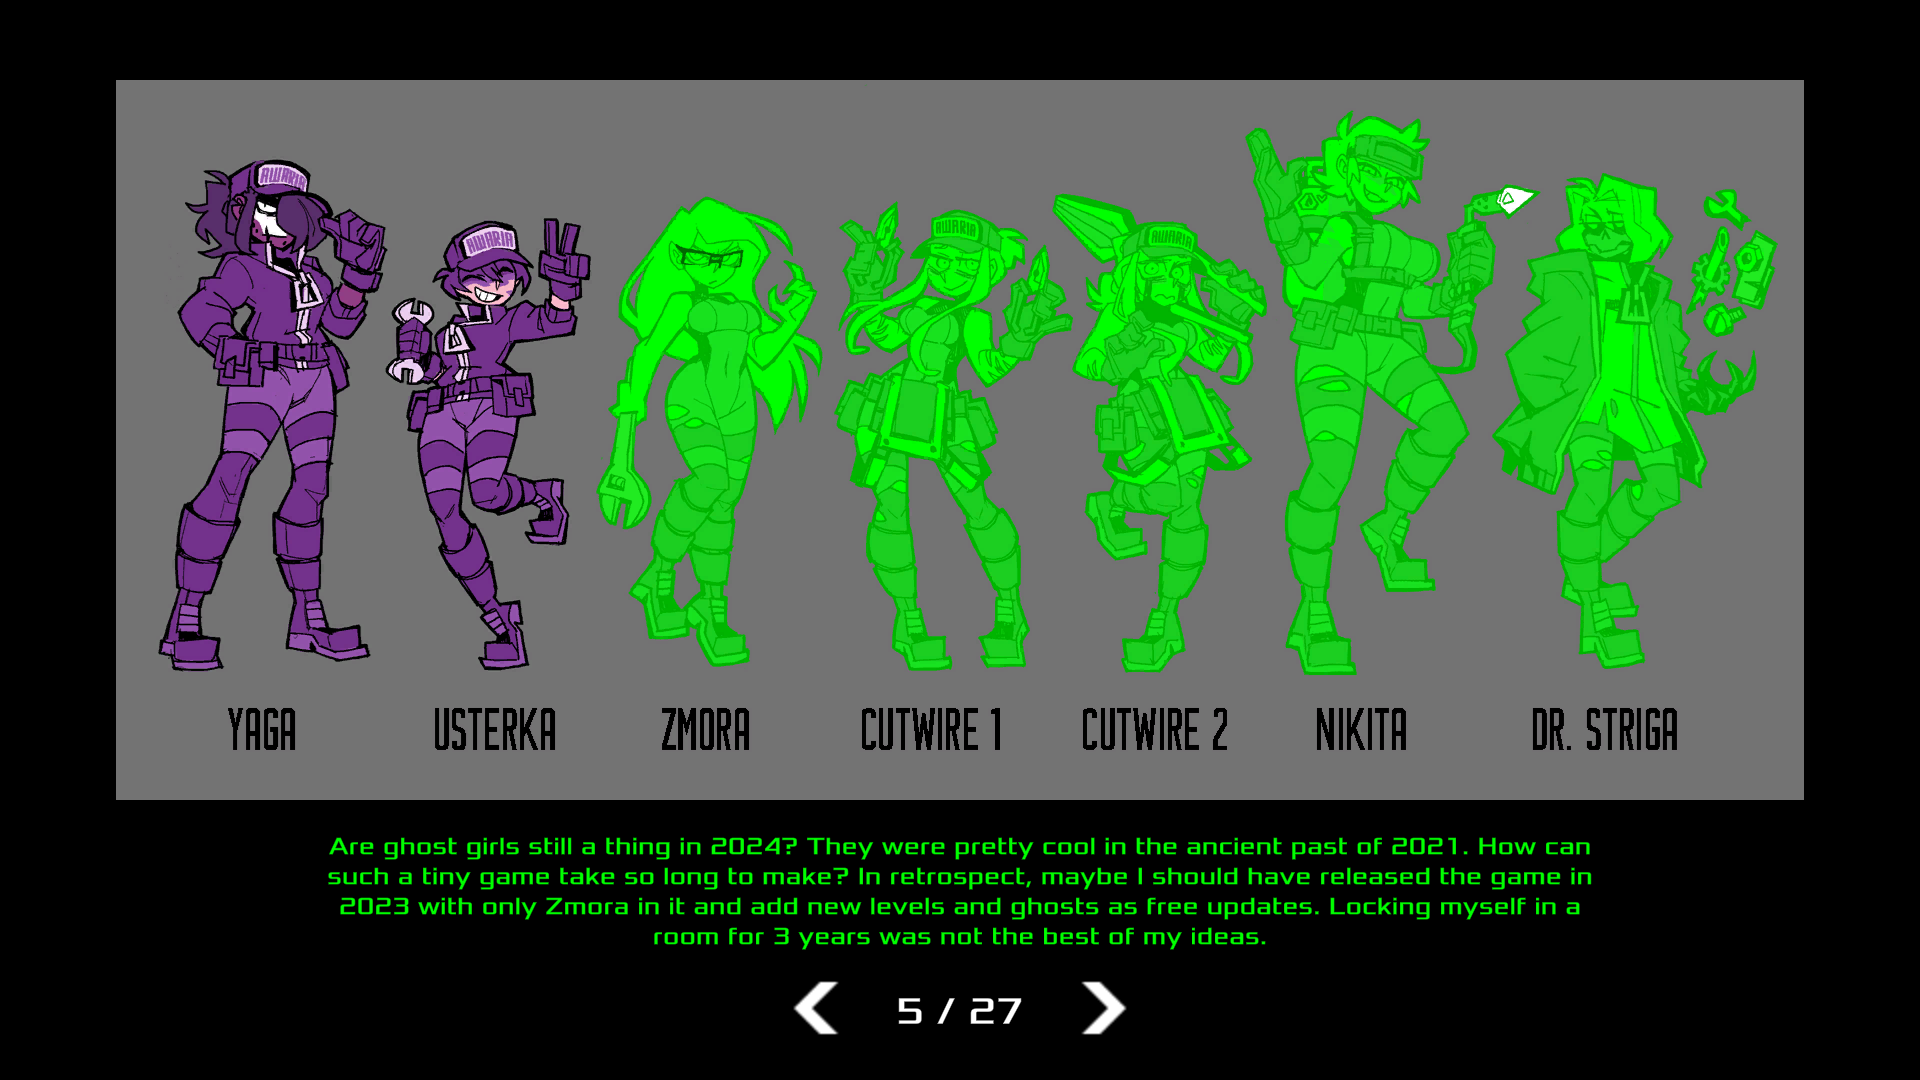 AWARIA
AWARIA
AWARIA
AWARIA
YAGA
USTERKA
ZMORA
CUTWIRE 1
CUTWIRE 2
NIKITA
DR. STRIGA
Are ghost girls still a thing in 2024? They were pretty cool in the ancient past of 2021. How can
such a tiny game take so long to make? In retrospect, maybe I should have released the game in
2023 with only Zmora in it and add new levels and ghosts as free updates. Locking myself in a
room for 3 years was not the best of my ideas.
5 / 27